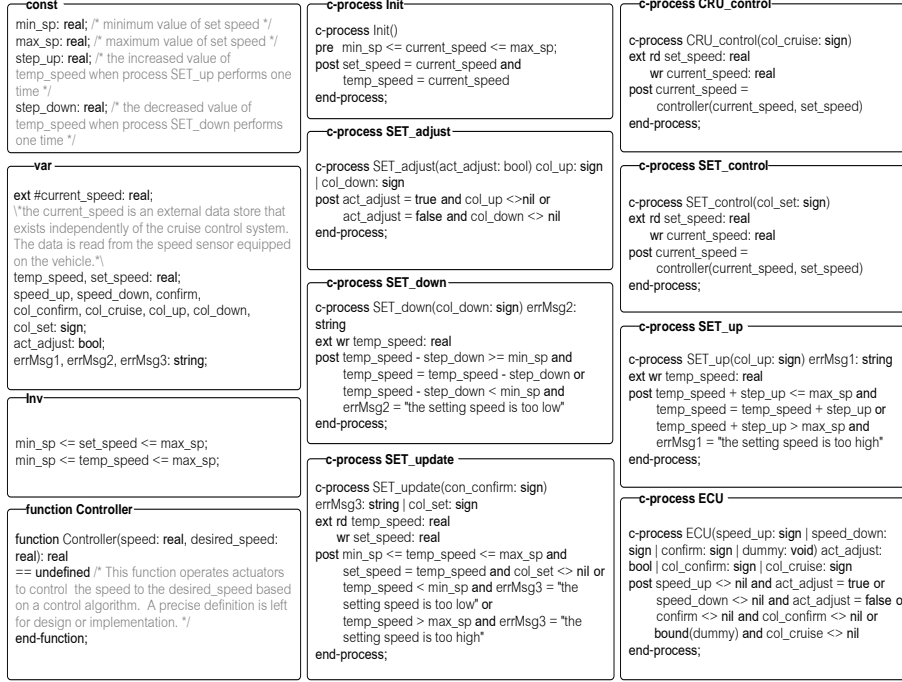 const
min_sp: real; /* minimum value of set speed */
max_sp: real; /* maximum value of set speed */
step_up: real; /* the increased value of
temp_speed when process SET_up performs one
time */
step_down: real; /* the decreased value of
temp_speed when process SET_down performs
one time */
var
ext #current_speed: real;
\*the current_speed is an external data store that
exists independently of the cruise control system.
The data is read from the speed sensor equipped
on the vehicle.*\
temp_speed, set_speed: real;
speed_up, speed_down, confirm,
col_confirm, col_cruise, col_up, col_down,
col_set: sign;
act_adjust: bool;
errMsg1, errMsg2, errMsg3: string;
Inv
min_sp <= set_speed <= max_sp;
min_sp <= temp_speed <= max_sp;
function Controller
function Controller(speed: real, desired_speed:
real): real
== undefined /* This function operates actuators
to control the speed to the desired_speed based
on a control algorithm. A precise definition is left
for design or implementation. */
end-function;
c-process Init
c-process Init()
pre min_sp <= current_speed <= max_sp;
post set_speed = current_speed and
temp_speed = current_speed
end-process;
c-process SET_adjust
c-process SET_adjust(act_adjust: bool) col_up: sign
| col_down: sign
post act_adjust = true and col_up <>nil or
act_adjust = false and col_down <> nil
end-process;
c-process SET_down
c-process SET_down(col_down: sign) errMsg2:
string
ext wr temp_speed: real
post temp_speed - step_down >= min_sp and
temp_speed = temp_speed - step_down or
temp_speed - step_down < min_sp and
errMsg2 = "the setting speed is too low"
end-process;
c-process SET_update
c-process SET_update(con_confirm: sign)
errMsg3: string | col_set: sign
ext rd temp_speed: real
wr set_speed: real
post min_sp <= temp_speed <= max_sp and
set_speed = temp_speed and col_set <> nil or
temp_speed < min_sp and errMsg3 = "the
setting speed is too low" or
temp_speed > max_sp and errMsg3 = "the
setting speed is too high"
end-process;
c-process CRU_control
c-process CRU_control(col_cruise: sign)
ext rd set_speed: real
wr current_speed: real
post current_speed =
controller(current_speed, set_speed)
end-process;
c-process SET_control
c-process SET_control(col_set: sign)
ext rd set_speed: real
wr current_speed: real
post current_speed =
controller(current_speed, set_speed)
end-process;
c-process SET_up
c-process SET_up(col_up: sign) errMsg1: string
ext wr temp_speed: real
post temp_speed + step_up <= max_sp and
temp_speed = temp_speed + step_up or
temp_speed + step_up > max_sp and
errMsg1 = "the setting speed is too high"
end-process;
c-process ECU
c-process ECU(speed_up: sign | speed_down:
sign | confirm: sign | dummy: void) act_adjust:
bool | col_confirm: sign | col_cruise: sign
post speed_up <> nil and act_adjust = true or
speed_down <> nil and act_adjust = false or
confirm <> nil and col_confirm <> nil or
bound(dummy) and col_cruise <> nil
end-process;